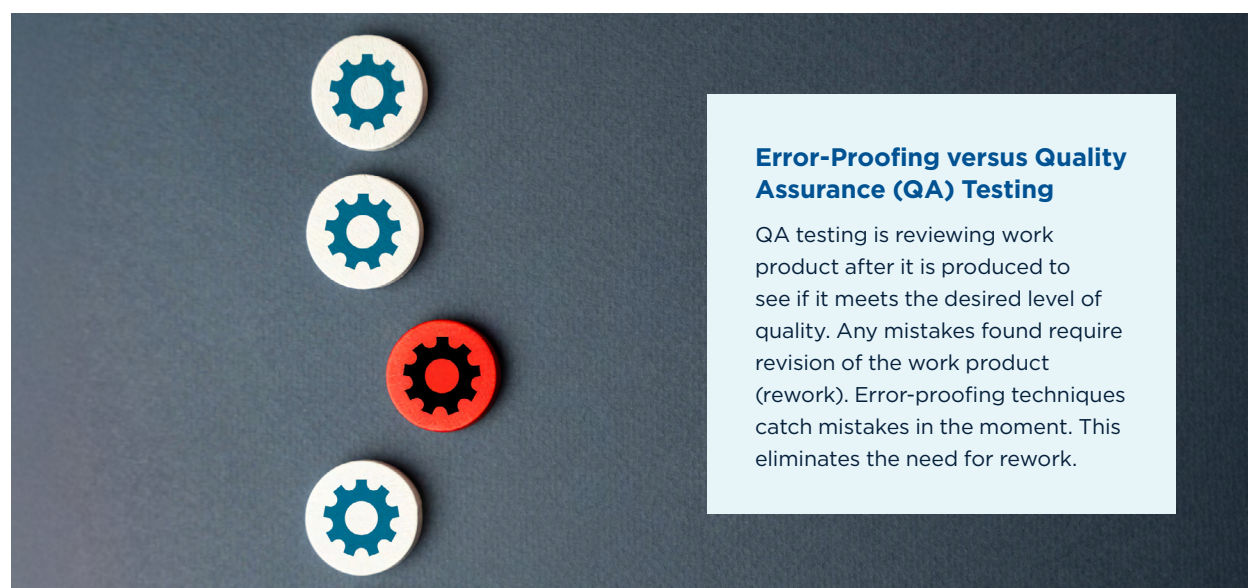 Error-Proofing versus Quality
Assurance (QA) Testing
QA testing is reviewing work
product after it is produced to
see if it meets the desired level of
quality. Any mistakes found require
revision of the work product
(rework). Error-proofing techniques
catch mistakes in the moment. This
eliminates the need for rework.